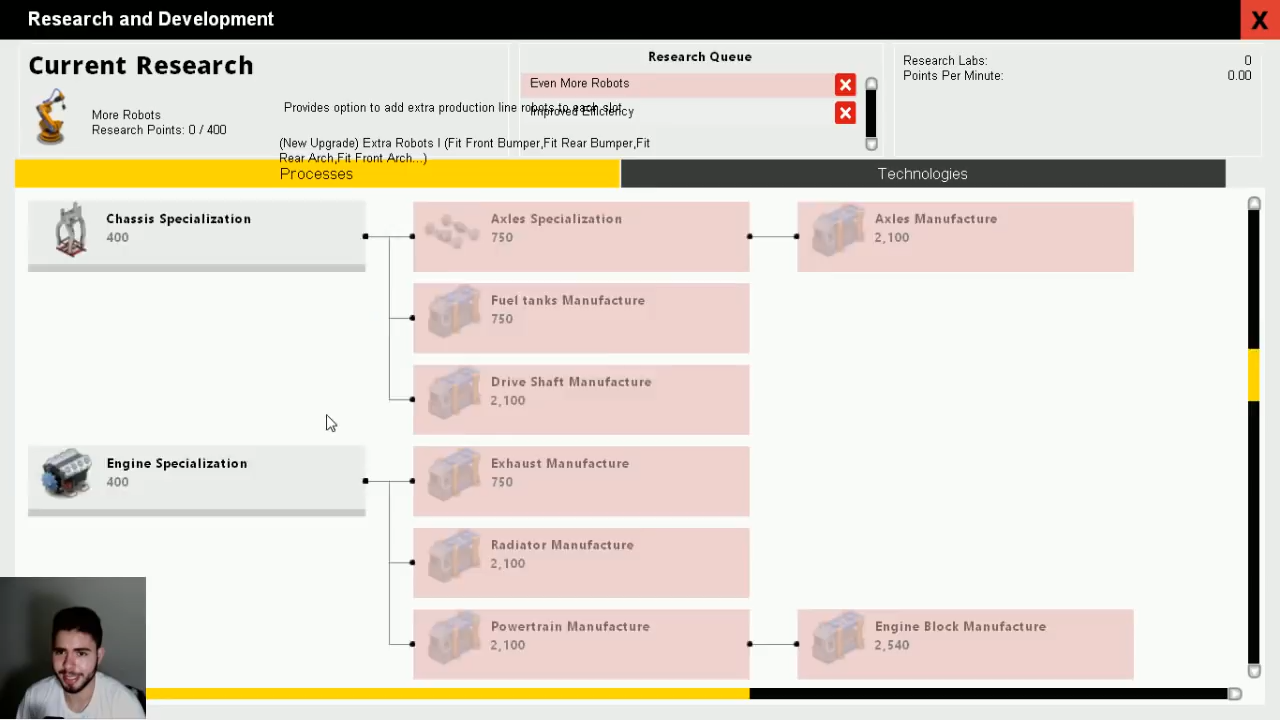 Research and Development
X
Current Research
More Robots
Research Points: 0 / 400
Provides option to add extra production line robots to each slot
(New Upgrade) Extra Robots I (Fit Front Bumper,Fit Rear Bumper,Fit
Rear Arch,Fit Front Arch...)
Research Queue
Even More Robots
Improved Efficiency
Research Labs: 0
Points Per Minute: 0.00
Processes
Technologies
Chassis Specialization
400
Axles Specialization
750
Axles Manufacture
2,100
Fuel tanks Manufacture
750
Drive Shaft Manufacture
2,100
Engine Specialization
400
Exhaust Manufacture
750
Radiator Manufacture
2,100
Powertrain Manufacture
2,100
Engine Block Manufacture
2,540